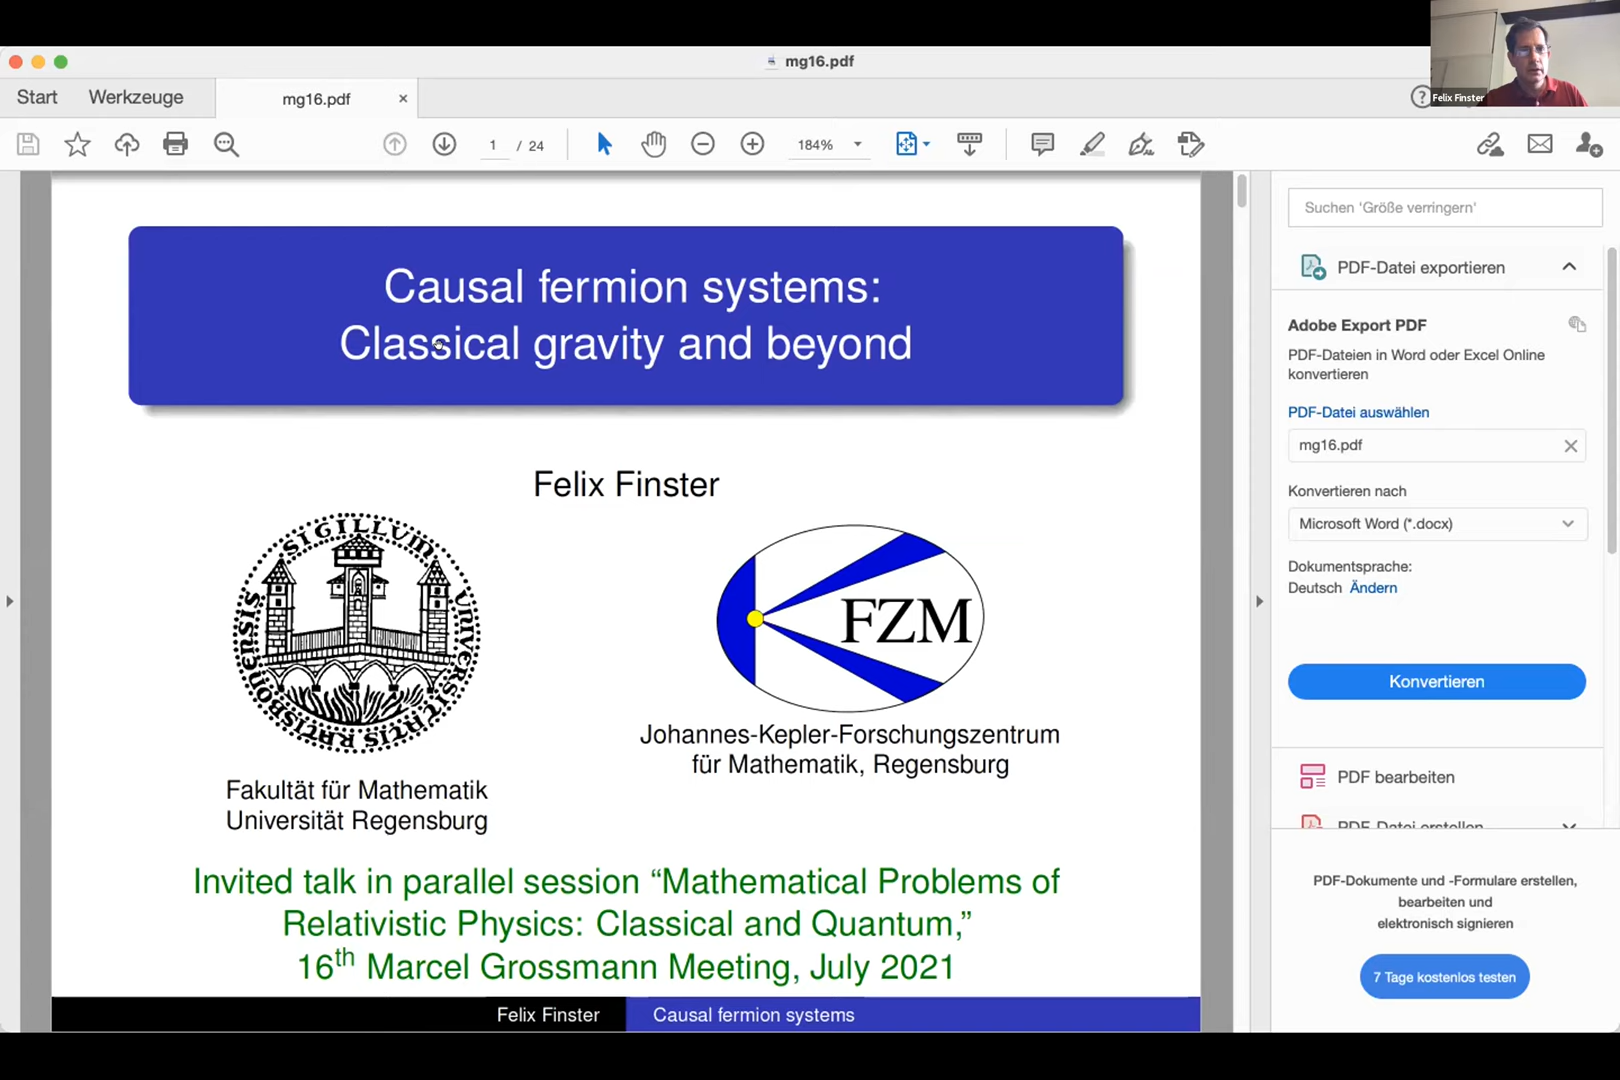 mg16.pdf
Felix Finster
Start
Werkzeuge
mg16.pdf
1 / 24
184%
Causal fermion systems:
Classical gravity and beyond
Felix Finster
SIGILLUM UNIVERSITATIS RATISBONENSIS
FZM
Fakultät für Mathematik
Universität Regensburg
Johannes-Kepler-Forschungszentrum
für Mathematik, Regensburg
Invited talk in parallel session “Mathematical Problems of
Relativistic Physics: Classical and Quantum,”
16th Marcel Grossmann Meeting, July 2021
Felix Finster
Causal fermion systems
Suchen 'Größe verringern'
PDF-Datei exportieren
Adobe Export PDF
PDF-Dateien in Word oder Excel Online
konvertieren
PDF-Datei auswählen
mg16.pdf
Konvertieren nach
Microsoft Word (*.docx)
Dokumentsprache:
Deutsch Ändern
Konvertieren
PDF bearbeiten
PDF-Datei erstellen
PDF-Dokumente und -Formulare erstellen,
bearbeiten und
elektronisch signieren
7 Tage kostenlos testen